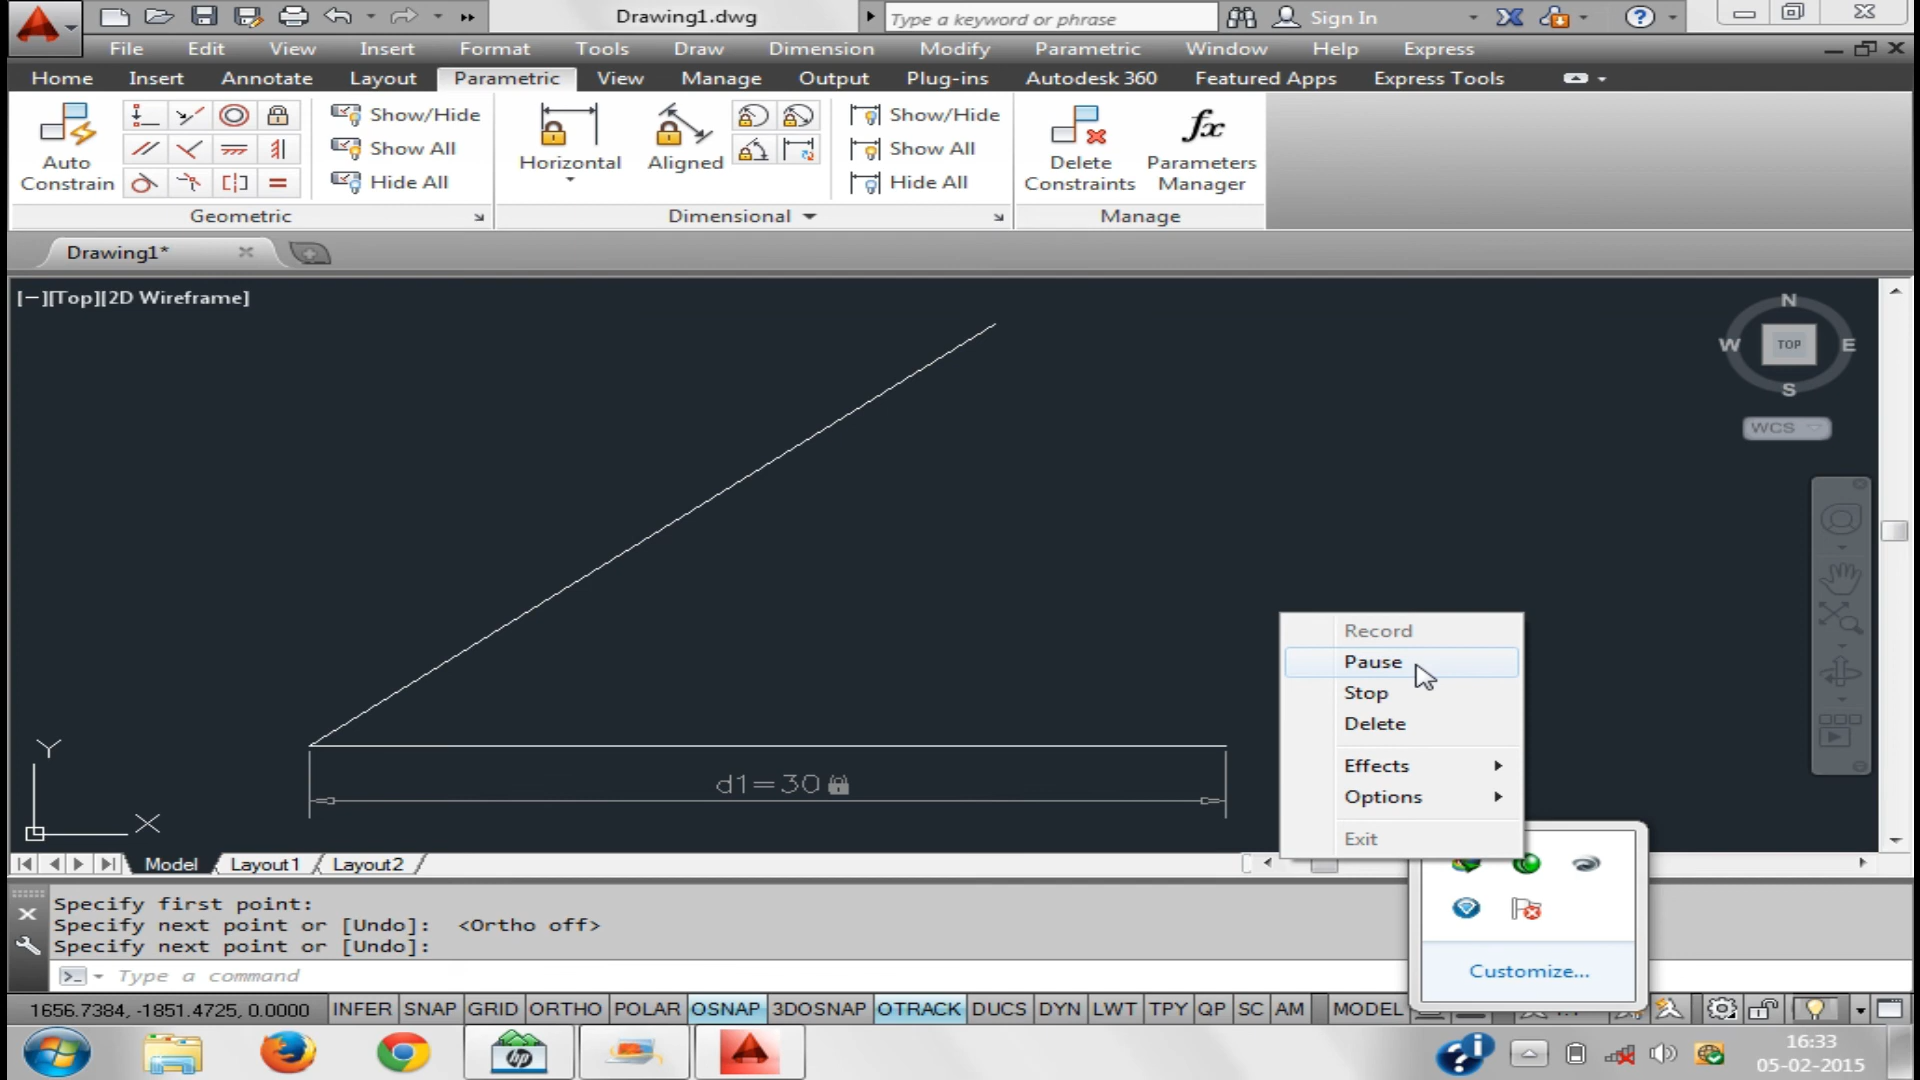 Drawing1.dwg
Type a keyword or phrase
Sign In
File Edit View Insert Format Tools Draw Dimension Modify Parametric Window Help Express
Home Insert Annotate Layout Parametric View Manage Output Plug-ins Autodesk 360 Featured Apps Express Tools
Auto
Constrain
Show/Hide
Show All
Hide All
Horizontal
Aligned
Show/Hide
Show All
Hide All
Delete
Constraints
Parameters
Manager
Geometric
Dimensional
Manage
Drawing1*
[−][Top][2D Wireframe]
N
W TOP E
S
WCS
d1=30
Y
X
Record
Pause
Stop
Delete
Effects
Options
Exit
Customize...
Model Layout1 Layout2
Specify first point:
Specify next point or [Undo]: <Ortho off>
Specify next point or [Undo]:
Type a command
1656.7384, -1851.4725, 0.0000 INFER SNAP GRID ORTHO POLAR OSNAP 3DOSNAP OTRACK DUCS DYN LWT TPY QP SC AM MODEL
hp
16:33
05-02-2015